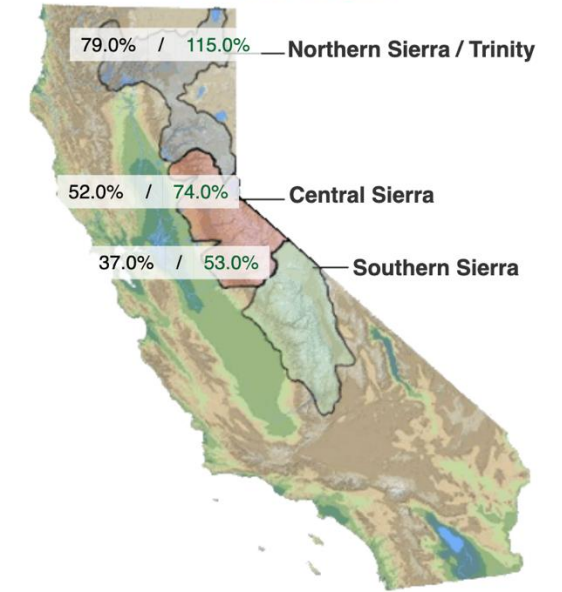 79.0% / 115.0% Northern Sierra / Trinity
52.0% / 74.0% Central Sierra
37.0% / 53.0% Southern Sierra